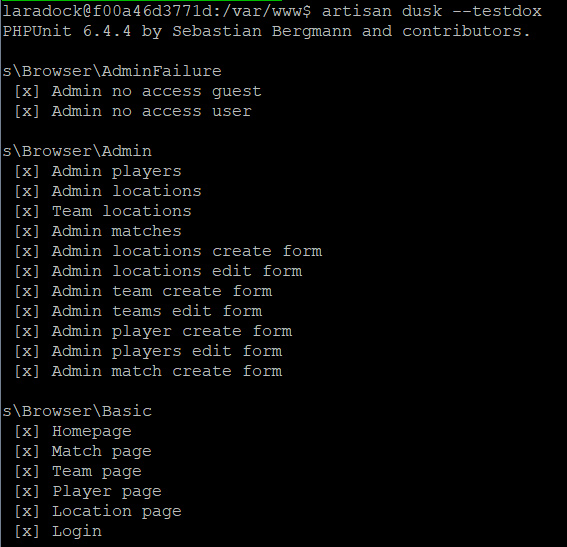 laradock@f00a46d3771d:/var/www$ artisan dusk --testdox
PHPUnit 6.4.4 by Sebastian Bergmann and contributors.
s\Browser\AdminFailure
[x] Admin no access guest
[x] Admin no access user
s\Browser\Admin
[x] Admin players
[x] Admin locations
[x] Team locations
[x] Admin matches
[x] Admin locations create form
[x] Admin locations edit form
[x] Admin team create form
[x] Admin teams edit form
[x] Admin player create form
[x] Admin players edit form
[x] Admin match create form
s\Browser\Basic
[x] Homepage
[x] Match page
[x] Team page
[x] Player page
[x] Location page
[x] Login